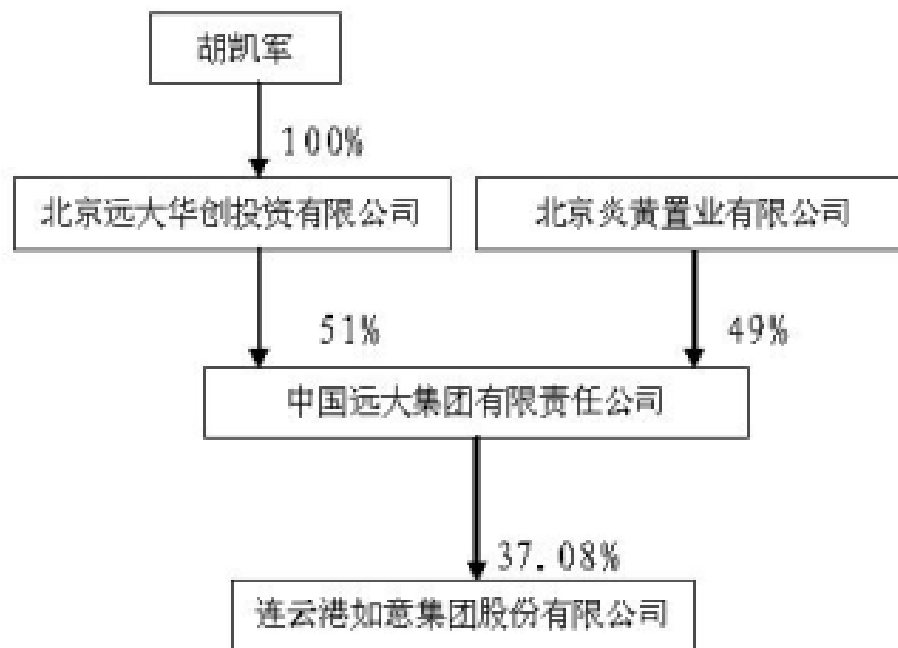 胡凯军
100%
北京远大华创投资有限公司
北京炎黄置业有限公司
51%
49%
中国远大集团有限责任公司
37.08%
连云港如意集团股份有限公司